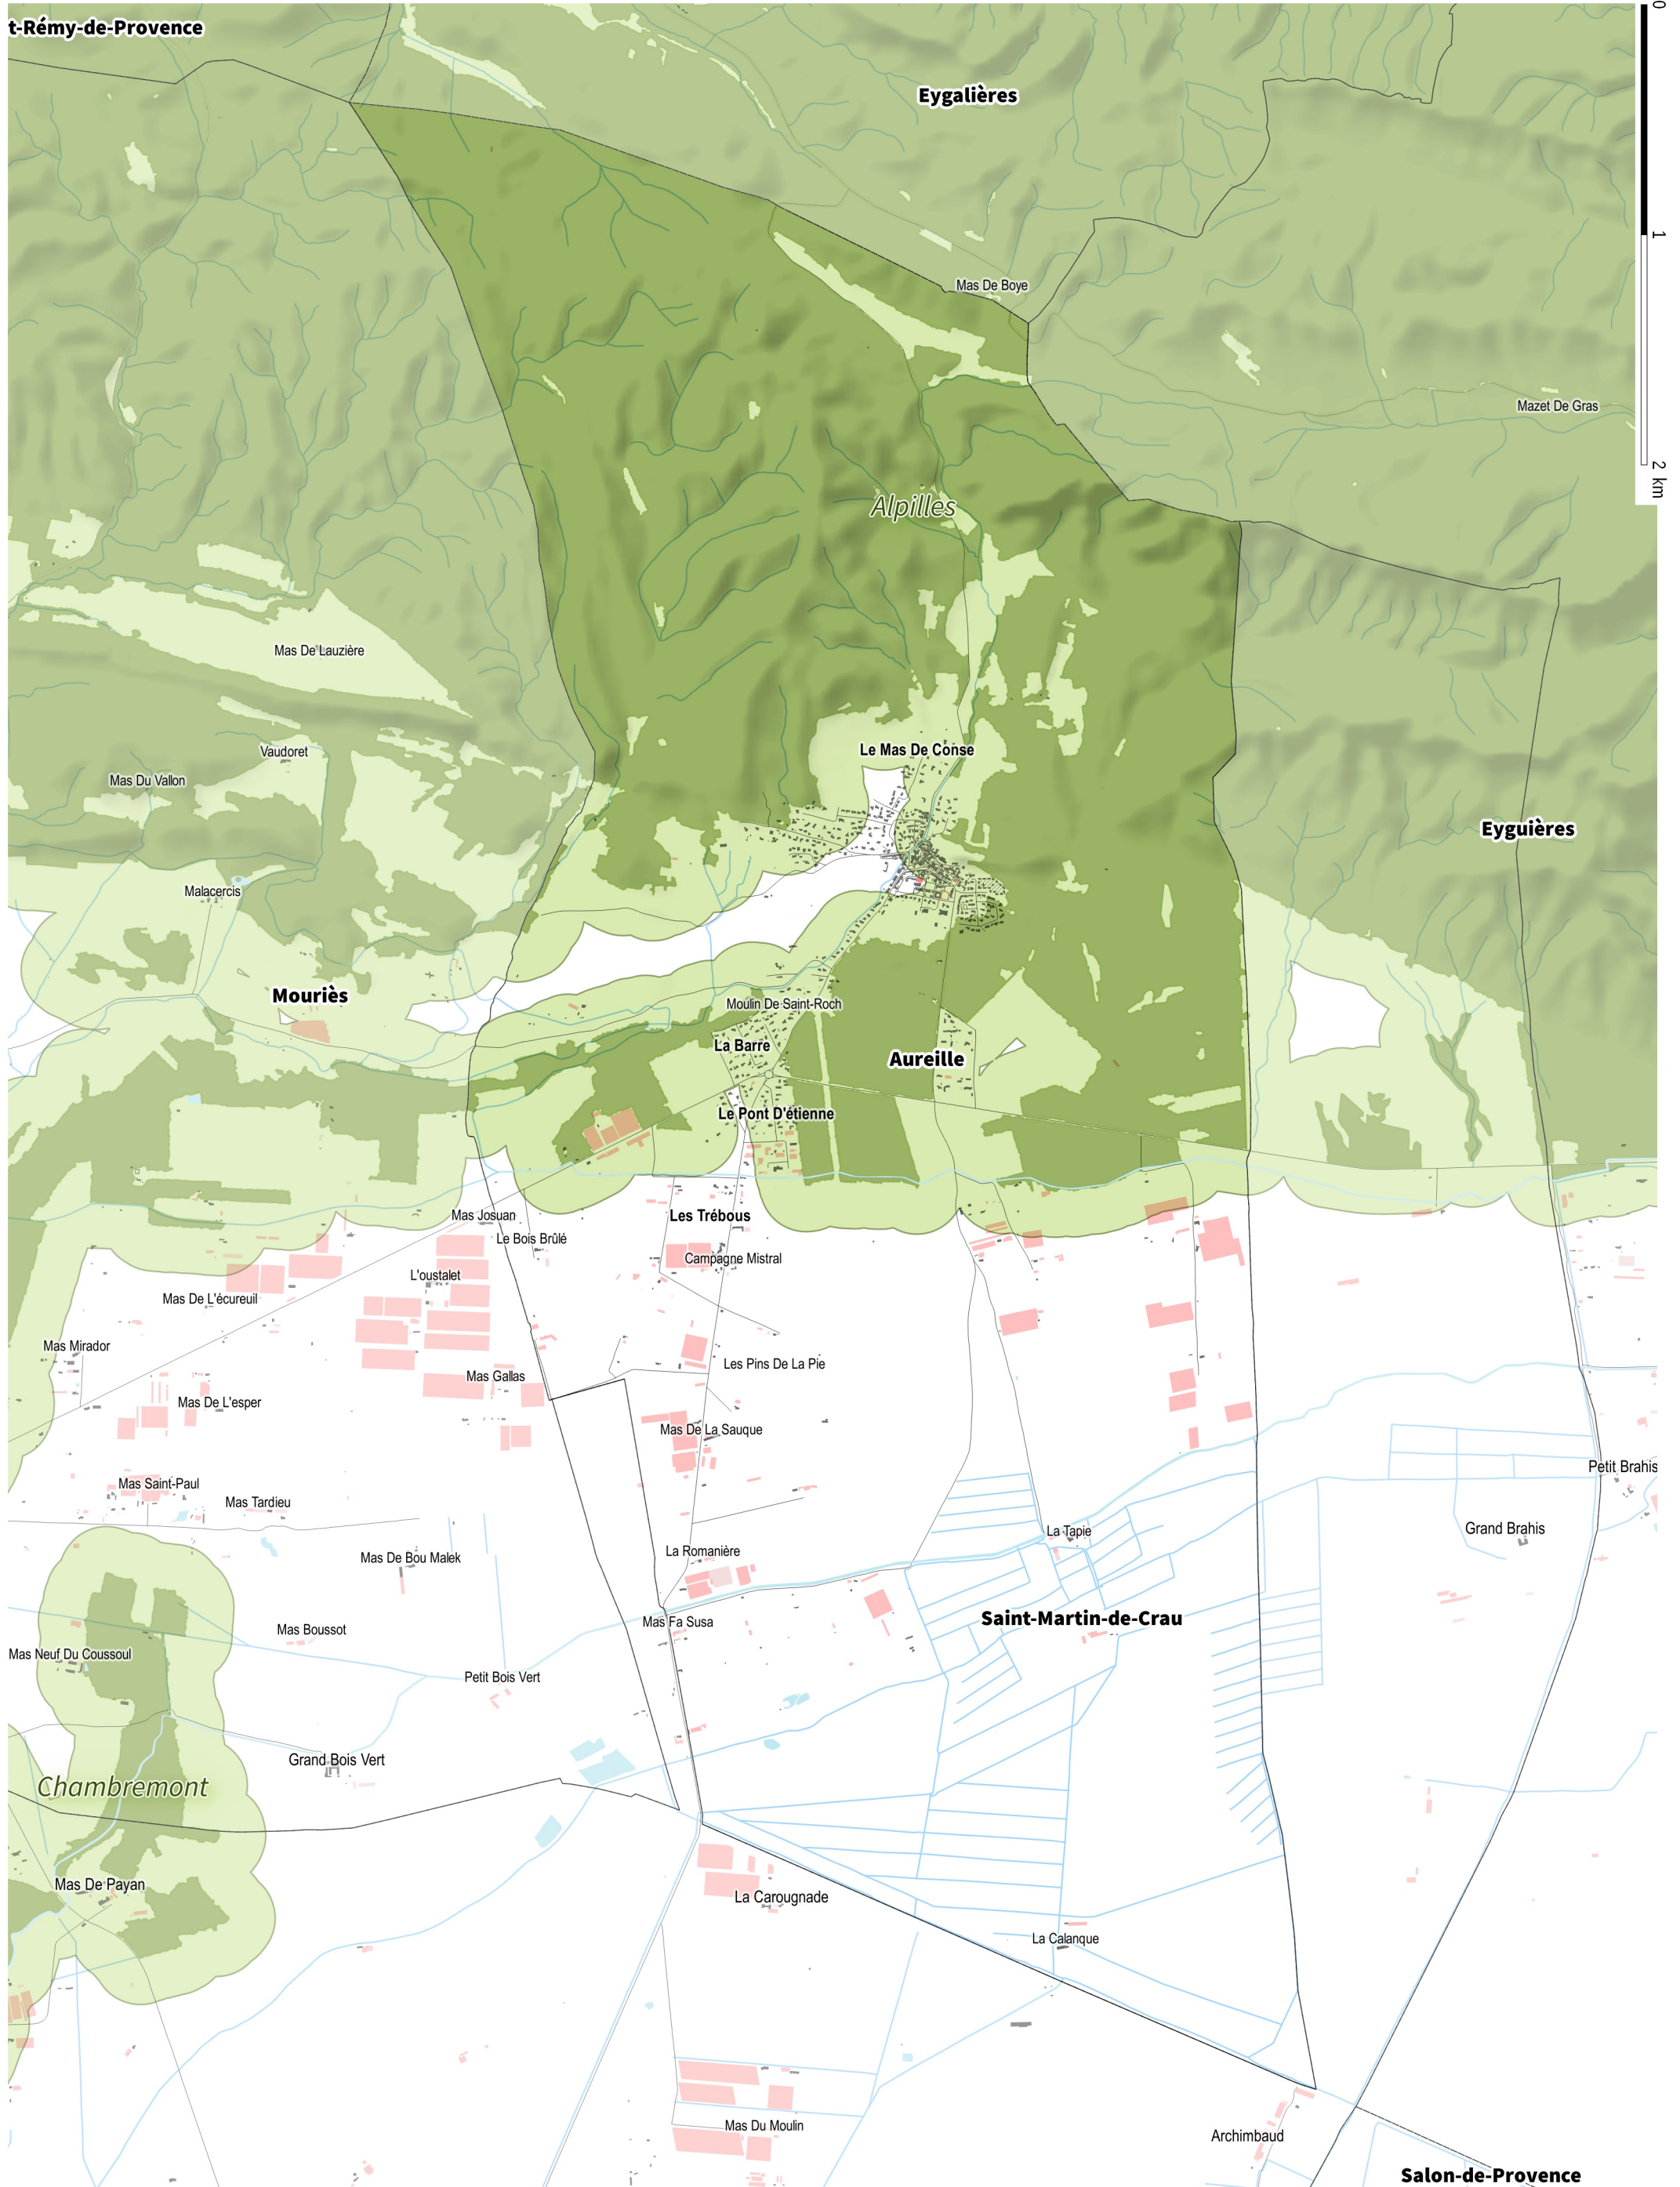 t-Rémy-de-Provence
0
Eygalières
1
Mas De Boye
Mazet De Gras
2 km
Alpilles
Mas De Lauzière
Le Mas De Conse
Vaudoret
Mas Du Vallon
Eyguières
Malacercis
Mouriès
Moulin De Saint-Roch
La Barre
Aureille
Le Pont D'étienne
Mas Josuan
Les Trébous
Le Bois Brûlé
Campagne Mistral
L'oustalet
Mas De L'écureuil
Mas Mirador
Les Pins De La Pie
Mas Gallas
Mas De L'esper
Mas De La Sauque
Petit Brahis
Mas Saint-Paul
Mas Tardieu
Grand Brahis
La Tapie
La Romanière
Mas De Bou Malek
Saint-Martin-de-Crau
Mas Fa Susa
Mas Boussot
Mas Neuf Du Coussoul
Petit Bois Vert
Grand Bois Vert
Chambremont
Mas De Payan
La Carougnade
La Calanque
Mas Du Moulin
Archimbaud
Salon-de-Provence